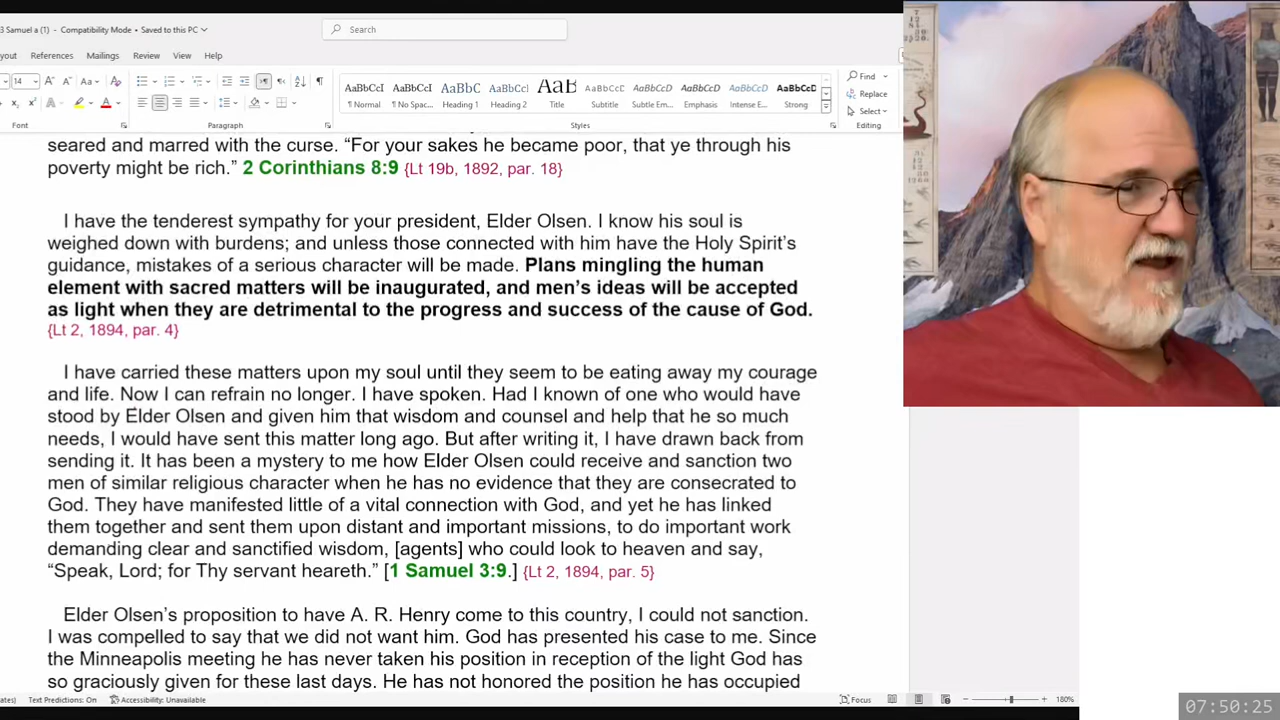 3 Samuel a (1) - Compatibility Mode • Saved to this PC
Search
yout References Mailings Review View Help
14 Aa
Find
AaBbCcI AaBbCcI AaBbC AaBbCcI AaB AaBbCcD AaBbCcD AaBbCcD AaBbCcD AaBbCcD
Replace
¶ Normal ¶ No Spac... Heading 1 Heading 2 Title Subtitle Subtle Em... Emphasis Intense E... Strong
Select
Font Paragraph Styles Editing
seared and marred with the curse. “For your sakes he became poor, that ye through his
poverty might be rich.” 2 Corinthians 8:9 {Lt 19b, 1892, par. 18}
I have the tenderest sympathy for your president, Elder Olsen. I know his soul is
weighed down with burdens; and unless those connected with him have the Holy Spirit’s
guidance, mistakes of a serious character will be made. Plans mingling the human
element with sacred matters will be inaugurated, and men’s ideas will be accepted
as light when they are detrimental to the progress and success of the cause of God.
{Lt 2, 1894, par. 4}
I have carried these matters upon my soul until they seem to be eating away my courage
and life. Now I can refrain no longer. I have spoken. Had I known of one who would have
stood by Elder Olsen and given him that wisdom and counsel and help that he so much
needs, I would have sent this matter long ago. But after writing it, I have drawn back from
sending it. It has been a mystery to me how Elder Olsen could receive and sanction two
men of similar religious character when he has no evidence that they are consecrated to
God. They have manifested little of a vital connection with God, and yet he has linked
them together and sent them upon distant and important missions, to do important work
demanding clear and sanctified wisdom, [agents] who could look to heaven and say,
“Speak, Lord; for Thy servant heareth.” [1 Samuel 3:9.] {Lt 2, 1894, par. 5}
Elder Olsen’s proposition to have A. R. Henry come to this country, I could not sanction.
I was compelled to say that we did not want him. God has presented his case to me. Since
the Minneapolis meeting he has never taken his position in reception of the light God has
so graciously given for these last days. He has not honored the position he has occupied
ates) Text Predictions: On Accessibility: Unavailable Focus 180%
07:50:25